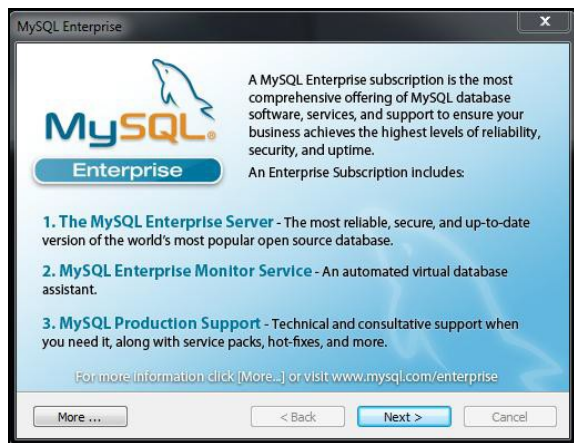 MySQL Enterprise
X
MySQL®
Enterprise
A MySQL Enterprise subscription is the most
comprehensive offering of MySQL database
software, services, and support to ensure your
business achieves the highest levels of reliability,
security, and uptime.
An Enterprise Subscription includes:
1. The MySQL Enterprise Server - The most reliable, secure, and up-to-date
version of the world's most popular open source database.
2. MySQL Enterprise Monitor Service - An automated virtual database
assistant.
3. MySQL Production Support - Technical and consultative support when
you need it, along with service packs, hot-fixes, and more.
For more information click [More...] or visit www.mysql.com/enterprise
More ...
< Back
Next >
Cancel